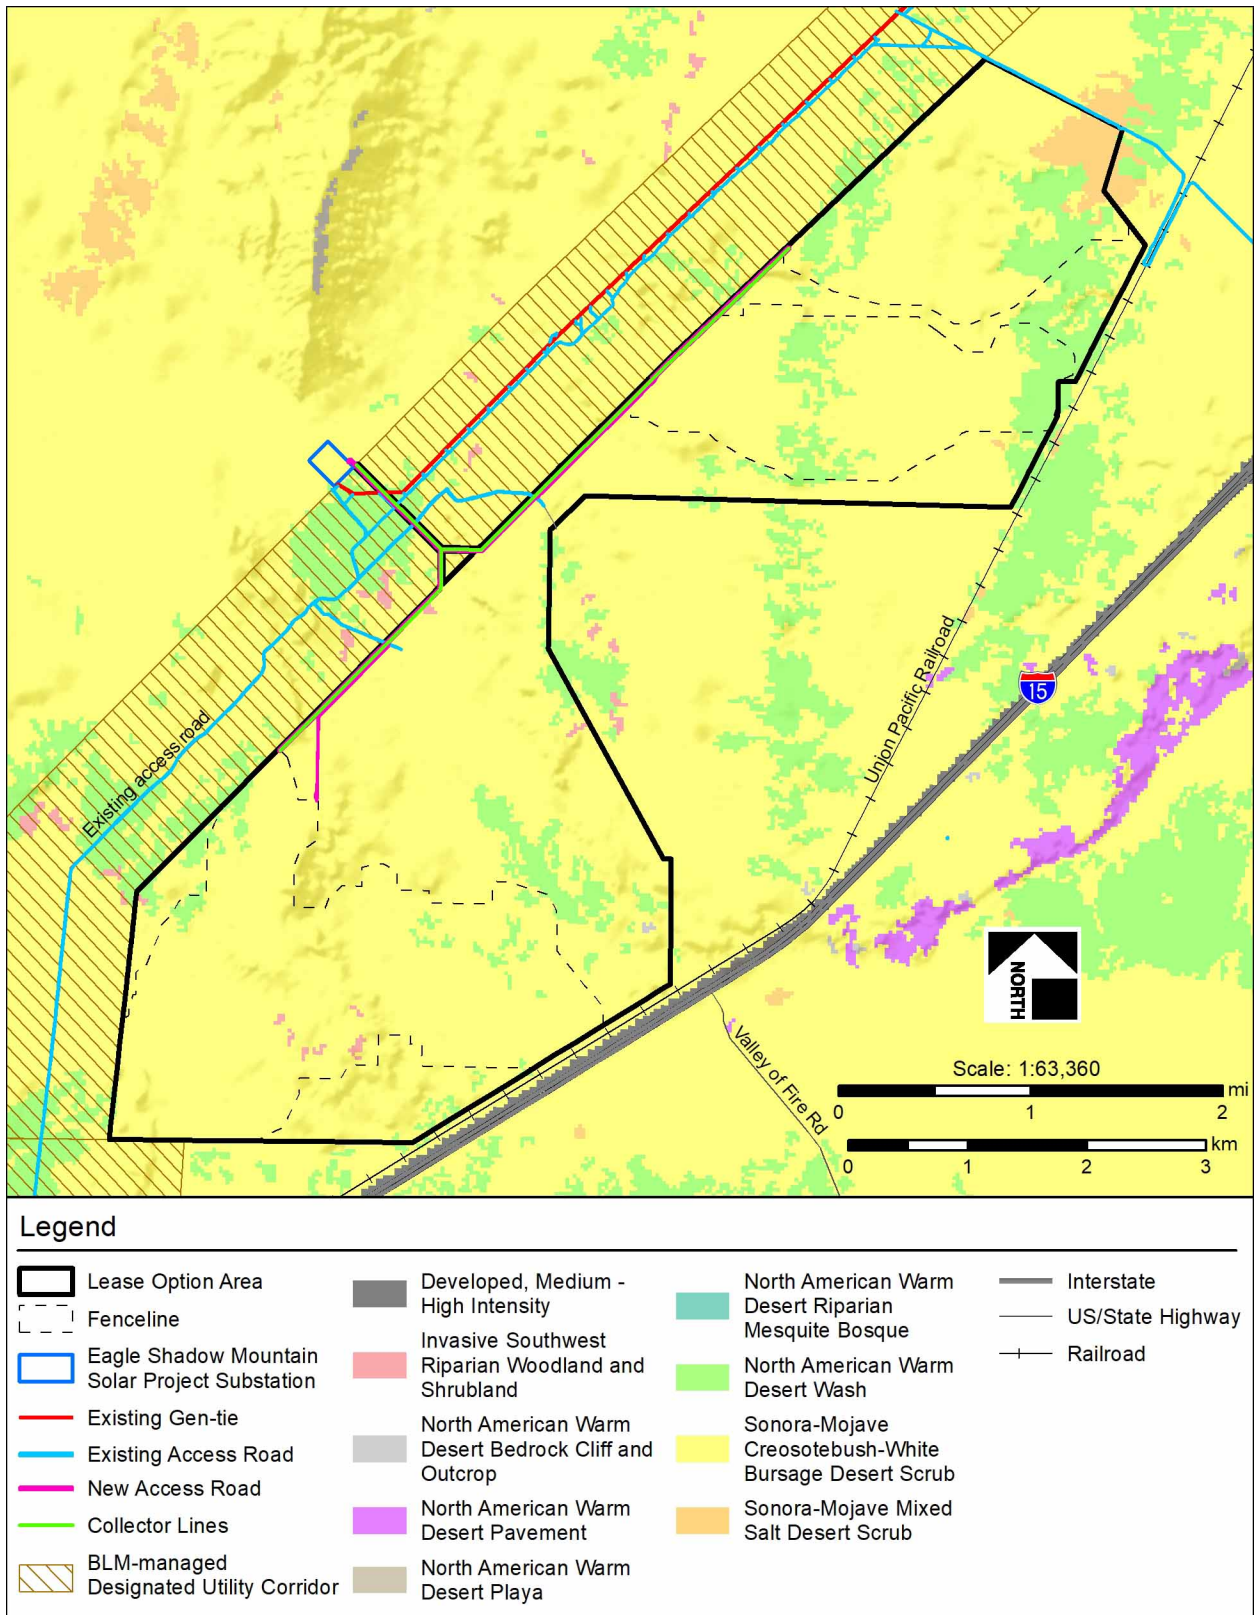 Existing access road
Union Pacific Railroad
15
Valley of Fire Rd
NORTH
Scale: 1:63,360
mi
0 1 2
km
0 1 2 3
Legend
Lease Option Area
Fenceline
Eagle Shadow Mountain
Solar Project Substation
Existing Gen-tie
Existing Access Road
New Access Road
Collector Lines
BLM-managed
Designated Utility Corridor
Developed, Medium -
High Intensity
Invasive Southwest
Riparian Woodland and
Shrubland
North American Warm
Desert Bedrock Cliff and
Outcrop
North American Warm
Desert Pavement
North American Warm
Desert Playa
North American Warm
Desert Riparian
Mesquite Bosque
North American Warm
Desert Wash
Sonora-Mojave
Creosotebush-White
Bursage Desert Scrub
Sonora-Mojave Mixed
Salt Desert Scrub
Interstate
US/State Highway
Railroad